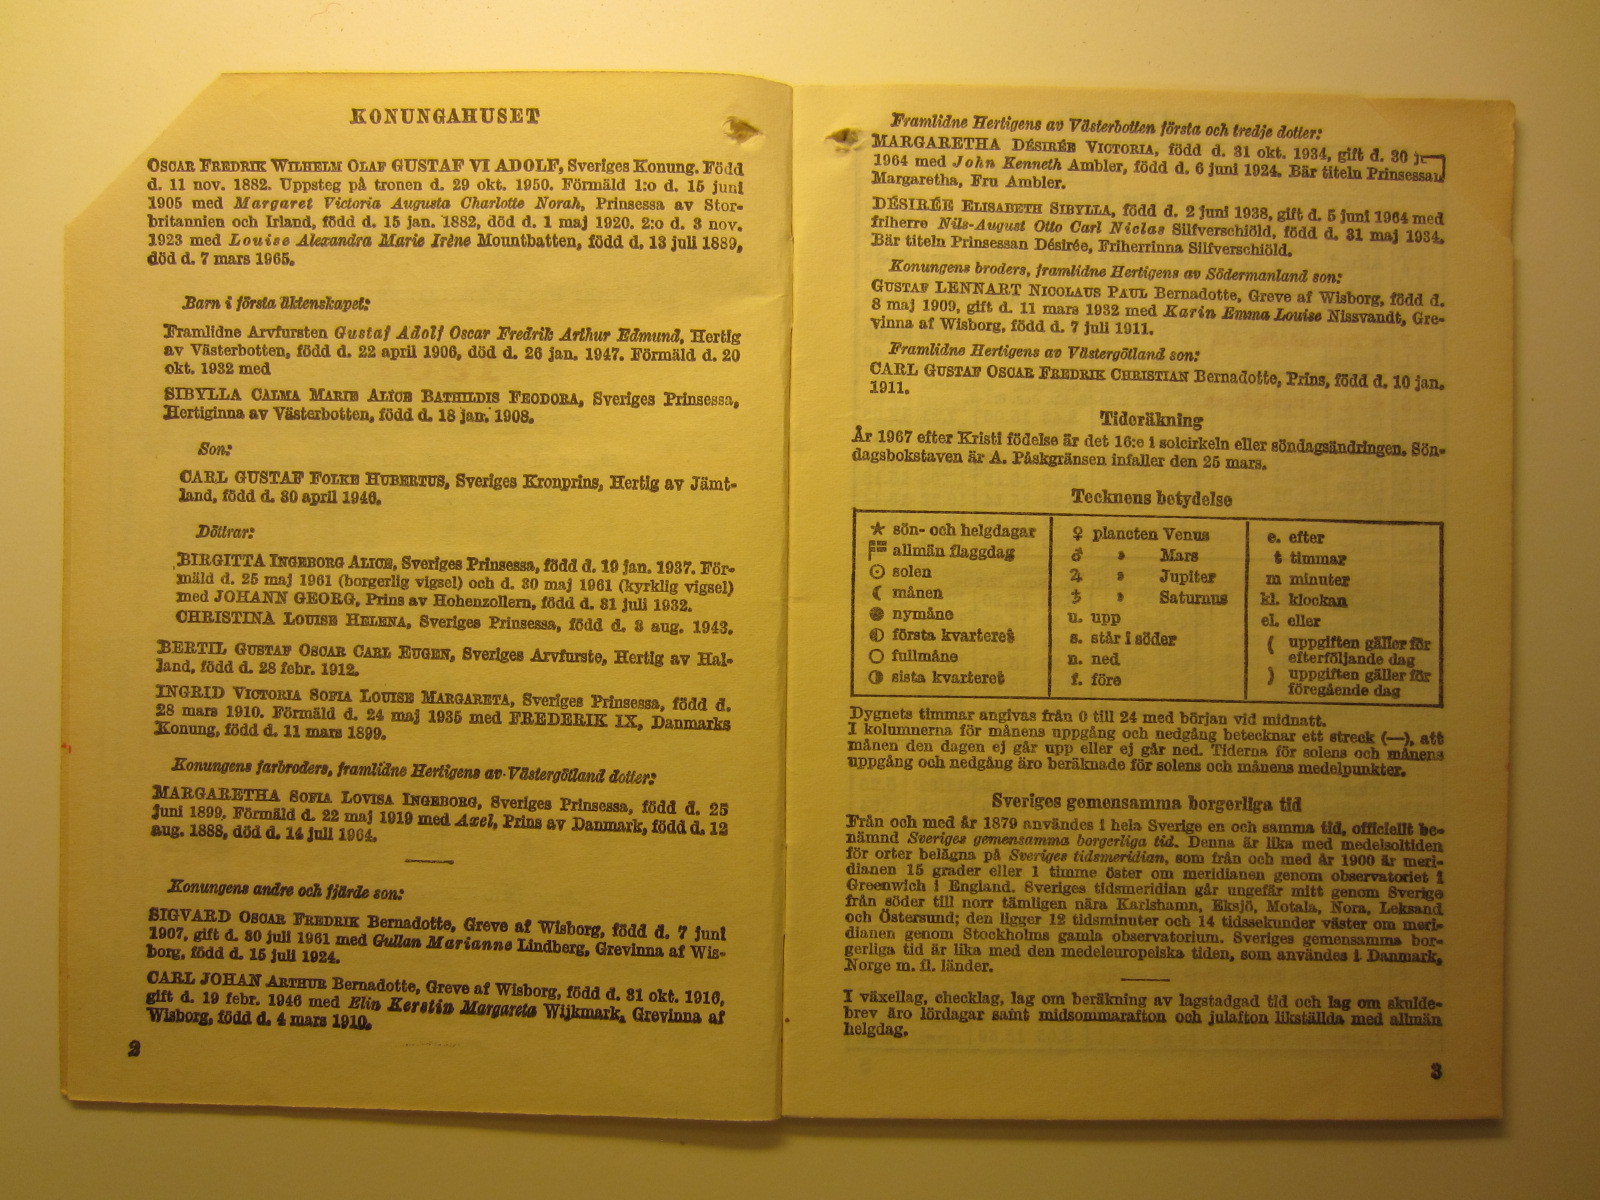 KONUNGAHUSET
OSCAR FREDRIK WILHELM OLAF GUSTAF VI ADOLF, Sveriges Konung. Född
d. 11 nov. 1882. Uppsteg på tronen d. 29 okt. 1950. Förmäld 1:o d. 15 juni
1905 med Margaret Victoria Augusta Charlotte Norah, Prinsessa av Stor-
britannien och Irland, född d. 15 jan. 1882, död d. 1 maj 1920. 2:o d. 3 nov.
1923 med Louise Alexandra Marie Irène Mountbatten, född d. 13 juli 1889,
död d. 7 mars 1965.
Barn i första äktenskapet:
Framlidne Arvfursten Gustaf Adolf Oscar Fredrik Arthur Edmund, Hertig
av Västerbotten, född d. 22 april 1906, död d. 26 jan. 1947. Förmäld d. 20
okt. 1932 med
SIBYLLA CALMA MARIE ALICE BATHILDIS FEODORA, Sveriges Prinsessa,
Hertiginna av Västerbotten, född d. 18 jan. 1908.
Son:
CARL GUSTAF FOLKE HUBERTUS, Sveriges Kronprins, Hertig av Jämt-
land, född d. 30 april 1946.
Döttrar:
BIRGITTA INGEBORG ALICE, Sveriges Prinsessa, född d. 19 jan. 1937. För-
mäld d. 25 maj 1961 (borgerlig vigsel) och d. 30 maj 1961 (kyrklig vigsel)
med JOHANN GEORG, Prins av Hohenzollern, född d. 31 juli 1932.
CHRISTINA LOUISE HELENA, Sveriges Prinsessa, född d. 3 aug. 1943.
BERTIL GUSTAF OSCAR CARL EUGEN, Sveriges Arvfurste, Hertig av Hal-
land, född d. 28 febr. 1912.
INGRID VICTORIA SOFIA LOUISE MARGARETA, Sveriges Prinsessa, född d.
28 mars 1910. Förmäld d. 24 maj 1935 med FREDERIK IX, Danmarks
Konung, född d. 11 mars 1899.
Konungens farbroders, framlidne Hertigens av Västergötland dotter:
MARGARETHA SOFIA LOVISA INGEBORG, Sveriges Prinsessa, född d. 25
juni 1899. Förmäld d. 22 maj 1919 med Axel, Prins av Danmark, född d. 12
aug. 1888, död d. 14 juli 1964.
Konungens andre och fjärde son:
SIGVARD OSCAR FREDRIK Bernadotte, Greve af Wisborg, född d. 7 juni
1907, gift d. 30 juli 1961 med Gullan Marianne Lindberg, Grevinna af Wis-
borg, född d. 15 juli 1924.
CARL JOHAN ARTHUR Bernadotte, Greve af Wisborg, född d. 31 okt. 1916,
gift d. 19 febr. 1946 med Elin Kerstin Margareta Wijkmark, Grevinna af
Wisborg, född d. 4 mars 1910.
2
Framlidne Hertigens av Västerbotten första och tredje dotter:
MARGARETHA DÉSIRÉE VICTORIA, född d. 31 okt. 1934, gift d. 30 
1964 med John Kenneth Ambler, född d. 6 juni 1924. Bär titeln Prinsessan
Margaretha, Fru Ambler.
DÉSIRÉE ELISABETH SIBYLLA, född d. 2 juni 1938, gift d. 5 juni 1964 med
friherre Nils-August Otto Carl Niclas Silfverschiöld, född d. 31 maj 1934.
Bär titeln Prinsessan Désirée, Friherrinna Silfverschiöld.
Konungens broders, framlidne Hertigens av Södermanland son:
GUSTAF LENNART NICOLAUS PAUL Bernadotte, Greve af Wisborg, född d.
8 maj 1909, gift d. 11 mars 1932 med Karin Emma Louise Nissvandt, Gre-
vinna af Wisborg, född d. 7 juli 1911.
Framlidne Hertigens av Västergötland son:
CARL GUSTAF OSCAR FREDRIK CHRISTIAN Bernadotte, Prins, född d. 10 jan.
1911.
Tideräkning
År 1967 efter Kristi födelse är det 16:e i solcirkeln eller söndagsändringen. Sön-
dagsbokstaven är A. Påskgränsen infaller den 25 mars.
Tecknens betydelse
★ sön- och helgdagar
allmän flaggdag
☉ solen
☾ månen
● nymåne
◐ första kvarteret
○ fullmåne
◑ sista kvarteret
♀ planeten Venus
♂ » Mars
♃ » Jupiter
♄ » Saturnus
u. upp
s. står i söder
n. ned
f. före
e. efter
t timmar
m minuter
kl. klockan
el. eller
( uppgiften gäller för
efterföljande dag
) uppgiften gäller för
föregående dag
Dygnets timmar angivas från 0 till 24 med början vid midnatt.
I kolumnerna för månens uppgång och nedgång betecknar ett streck (—), att
månen den dagen ej går upp eller ej går ned. Tiderna för solens och månens
uppgång och nedgång äro beräknade för solens och månens medelpunkter.
Sveriges gemensamma borgerliga tid
Från och med år 1879 användes i hela Sverige en och samma tid, officiellt be-
nämnd Sveriges gemensamma borgerliga tid. Denna är lika med medelsoltiden
för orter belägna på Sveriges tidsmeridian, som från och med år 1900 är meri-
dianen 15 grader eller 1 timme öster om meridianen genom observatoriet i
Greenwich i England. Sveriges tidsmeridian går ungefär mitt genom Sverige
från söder till norr tämligen nära Karlshamn, Eksjö, Motala, Nora, Leksand
och Östersund; den ligger 12 tidsminuter och 14 tidssekunder väster om meri-
dianen genom Stockholms gamla observatorium. Sveriges gemensamma bor-
gerliga tid är lika med den medeleuropeiska tiden, som användes i Danmark,
Norge m. fl. länder.
I växellag, checklag, lag om beräkning av lagstadgad tid och lag om skulde-
brev äro lördagar samt midsommarafton och julafton likställda med allmän
helgdag.
3